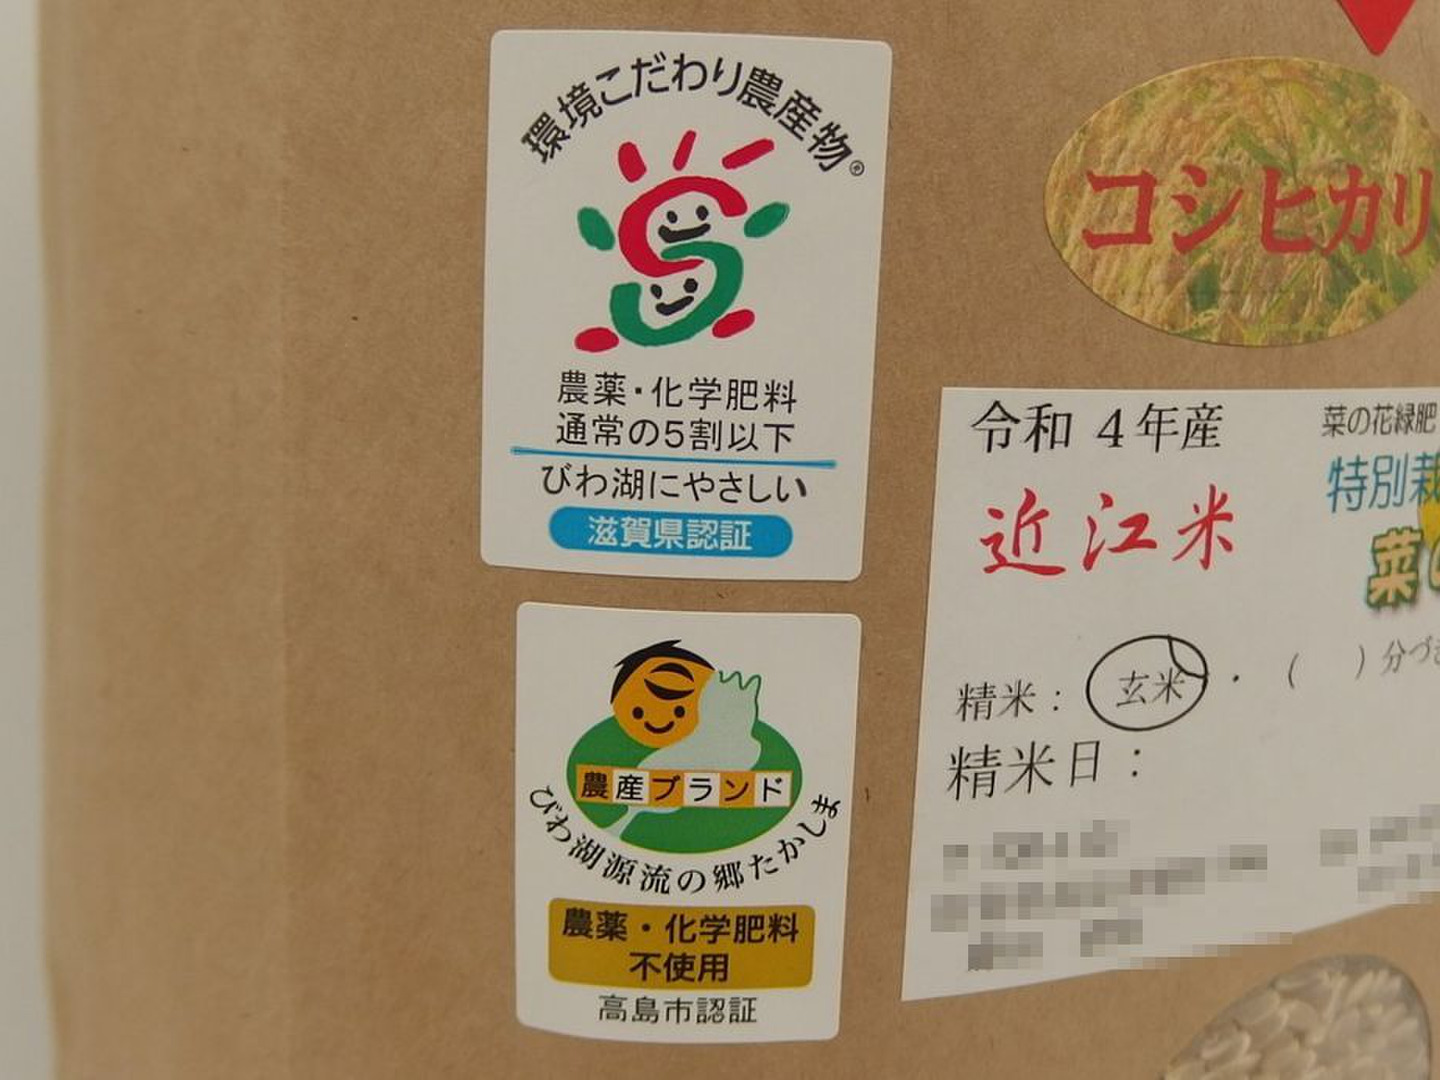 環境こだわり農産物®
農薬・化学肥料
通常の5割以下
びわ湖にやさしい
滋賀県認証
農産ブランド
びわ湖源流の郷たかしま
農薬・化学肥料
不使用
高島市認証
コシヒカリ
令和 4年産
菜の花緑肥
近江米
特別栽
菜
精米： 玄米 ・ （ ）分づき
精米日：